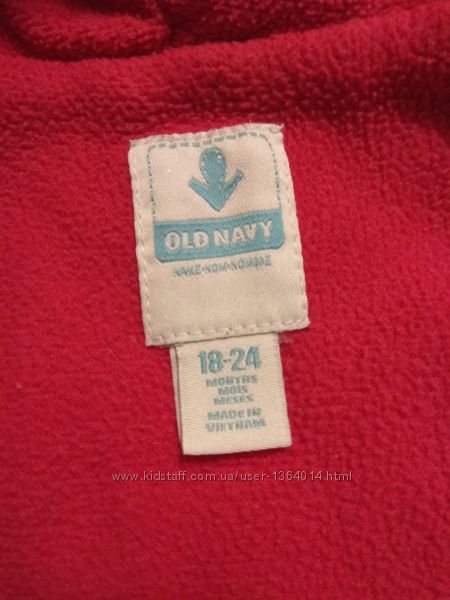 OLD NAVY
NAME•NOM•NOMBRE
18-24
MONTHS
MOIS
MESES
MADE IN
VIETNAM
www.kidstaff.com.ua/user-1364014.html